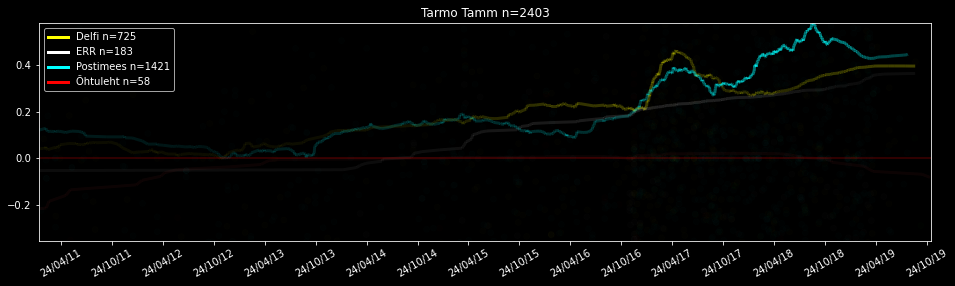 Tarmo Tamm n=2403
Delfi n=725
ERR n=183
Postimees n=1421
Õhtuleht n=58
0.4
0.2
0.0
−0.2
24/04/11 24/10/11 24/04/12 24/10/12 24/04/13 24/10/13 24/04/14 24/10/14 24/04/15 24/10/15 24/04/16 24/10/16 24/04/17 24/10/17 24/04/18 24/10/18 24/04/19 24/10/19